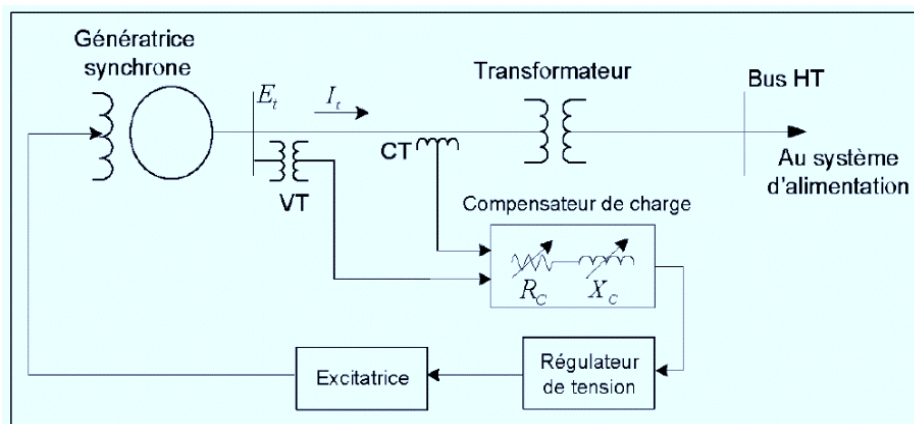 Génératrice
synchrone
E_t
I_t
Transformateur
Bus HT
CT
VT
Au système
d'alimentation
Compensateur de charge
R_C
X_C
Excitatrice
Régulateur
de tension